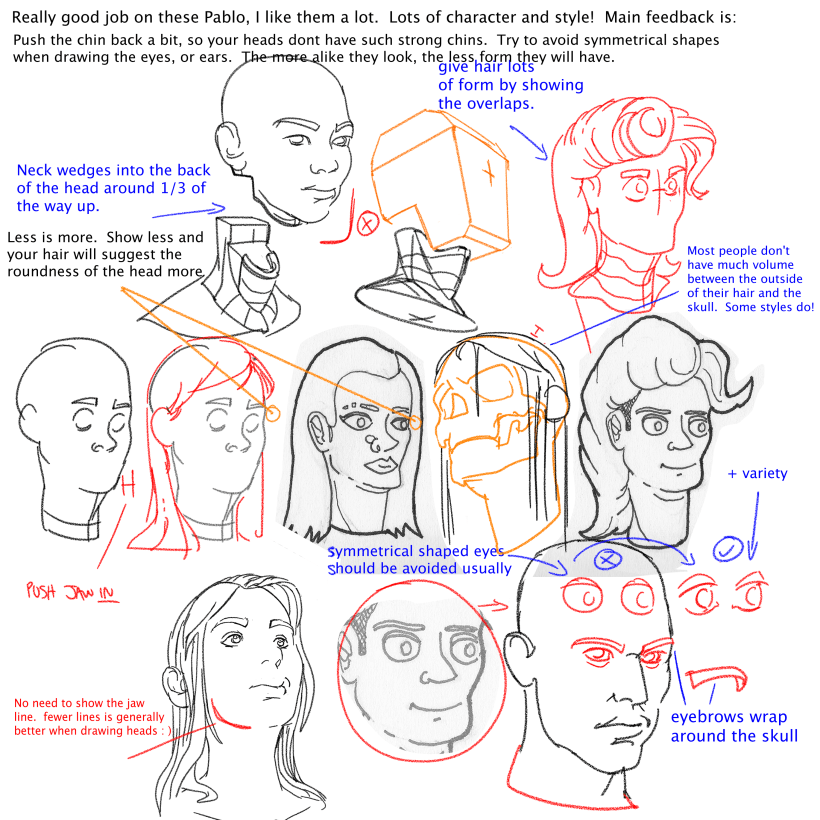 Really good job on these Pablo, I like them a lot.  Lots of character and style!  Main feedback is:
Push the chin back a bit, so your heads dont have such strong chins.  Try to avoid symmetrical shapes
when drawing the eyes, or ears.  The more alike they look, the less form they will have.
give hair lots
of form by showing
the overlaps.
Neck wedges into the back
of the head around 1/3 of
the way up.
Less is more.  Show less and
your hair will suggest the
roundness of the head more
Most people don't
have much volume
between the outside
of their hair and the
skull.  Some styles do!
+ variety
PUSH JAW IN
symmetrical shaped eyes
Should be avoided usually
No need to show the jaw
line.  fewer lines is generally
better when drawing heads : )
eyebrows wrap
around the skull